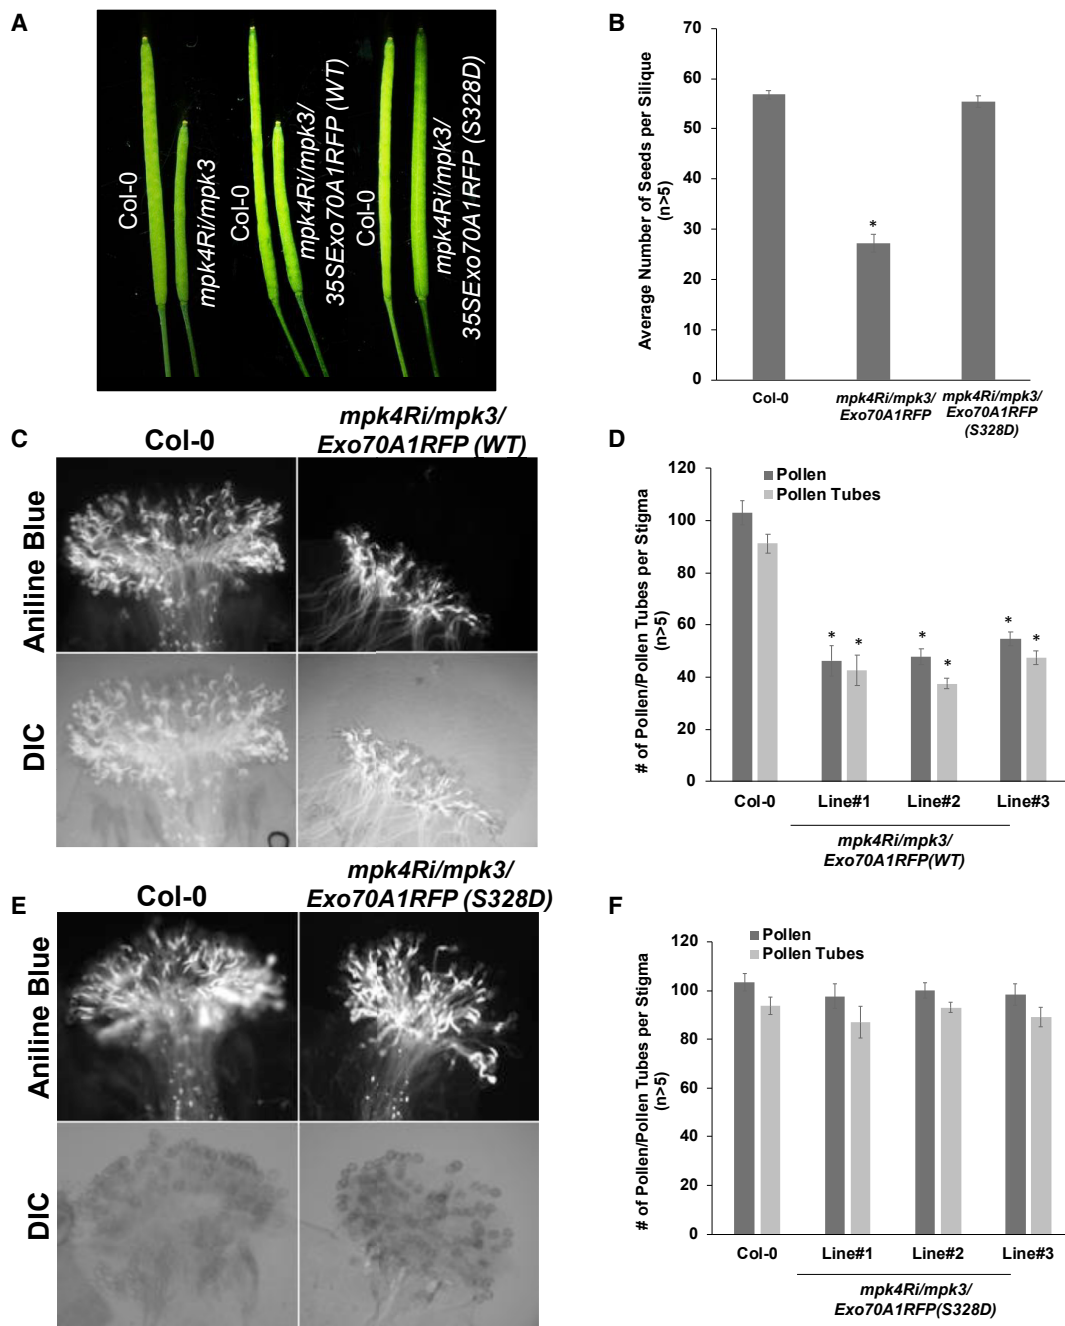 A
Col-0
mpk4Ri/mpk3
Col-0
mpk4Ri/mpk3/
35SExo70A1RFP (WT)
Col-0
mpk4Ri/mpk3/
35SExo70A1RFP (S328D)
B
Average Number of Seeds per Silique
(n>5)
70
60
50
40
30
20
10
0
*
Col-0
mpk4Ri/mpk3/
Exo70A1RFP
mpk4Ri/mpk3/
Exo70A1RFP
(S328D)
C
Col-0
mpk4Ri/mpk3/
Exo70A1RFP (WT)
Aniline Blue
DIC
D
# of Pollen/Pollen Tubes per Stigma
(n>5)
120
100
80
60
40
20
0
Pollen
Pollen Tubes
* * * * * *
Col-0 Line#1 Line#2 Line#3
mpk4Ri/mpk3/
Exo70A1RFP(WT)
E
Col-0
mpk4Ri/mpk3/
Exo70A1RFP (S328D)
Aniline Blue
DIC
F
# of Pollen/Pollen Tubes per Stigma
(n>5)
120
100
80
60
40
20
0
Pollen
Pollen Tubes
Col-0 Line#1 Line#2 Line#3
mpk4Ri/mpk3/
Exo70A1RFP(S328D)